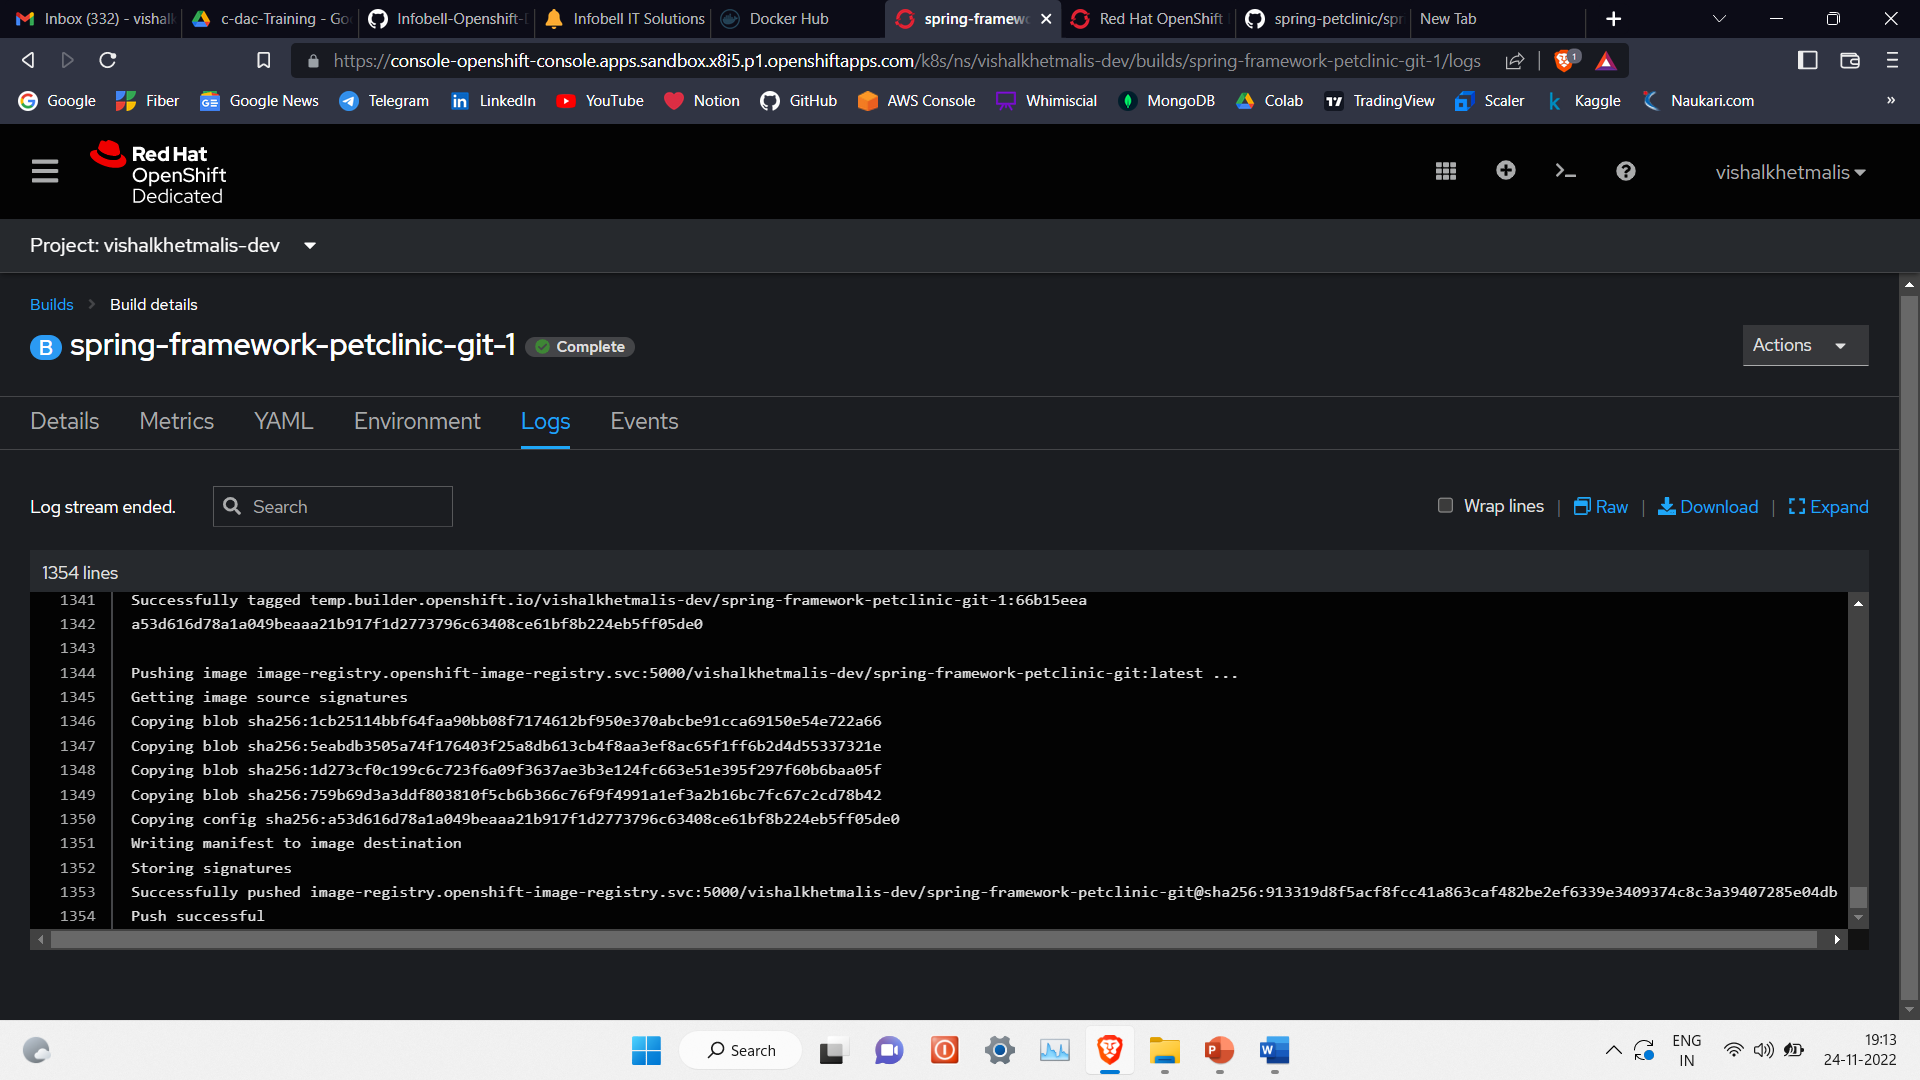 Inbox (332) - vishalk
c-dac-Training - Goo
Infobell-Openshift-D
Infobell IT Solutions
Docker Hub
spring-framewo
Red Hat OpenShift
spring-petclinic/spr
New Tab
https://console-openshift-console.apps.sandbox.x8i5.p1.openshiftapps.com/k8s/ns/vishalkhetmalis-dev/builds/spring-framework-petclinic-git-1/logs
1
Google Fiber Google News Telegram LinkedIn YouTube Notion GitHub AWS Console Whimiscial MongoDB Colab TradingView Scaler Kaggle Naukari.com »
Red Hat
OpenShift
Dedicated
vishalkhetmalis
Project: vishalkhetmalis-dev
Builds Build details
B spring-framework-petclinic-git-1 Complete
Actions
Details Metrics YAML Environment Logs Events
Log stream ended. Search Wrap lines | Raw | Download | Expand
1354 lines
1341 Successfully tagged temp.builder.openshift.io/vishalkhetmalis-dev/spring-framework-petclinic-git-1:66b15eea
1342 a53d616d78a1a049beaaa21b917f1d2773796c63408ce61bf8b224eb5ff05de0
1343
1344 Pushing image image-registry.openshift-image-registry.svc:5000/vishalkhetmalis-dev/spring-framework-petclinic-git:latest ...
1345 Getting image source signatures
1346 Copying blob sha256:1cb25114bbf64faa90bb08f7174612bf950e370abcbe91cca69150e54e722a66
1347 Copying blob sha256:5eabdb3505a74f176403f25a8db613cb4f8aa3ef8ac65f1ff6b2d4d55337321e
1348 Copying blob sha256:1d273cf0c199c6c723f6a09f3637ae3b3e124fc663e51e395f297f60b6baa05f
1349 Copying blob sha256:759b69d3a3ddf803810f5cb6b366c76f9f4991a1ef3a2b16bc7fc67c2cd78b42
1350 Copying config sha256:a53d616d78a1a049beaaa21b917f1d2773796c63408ce61bf8b224eb5ff05de0
1351 Writing manifest to image destination
1352 Storing signatures
1353 Successfully pushed image-registry.openshift-image-registry.svc:5000/vishalkhetmalis-dev/spring-framework-petclinic-git@sha256:913319d8f5acf8fcc41a863caf482be2ef6339e3409374c8c3a39407285e04db
1354 Push successful
Search
ENG
IN
19:13
24-11-2022